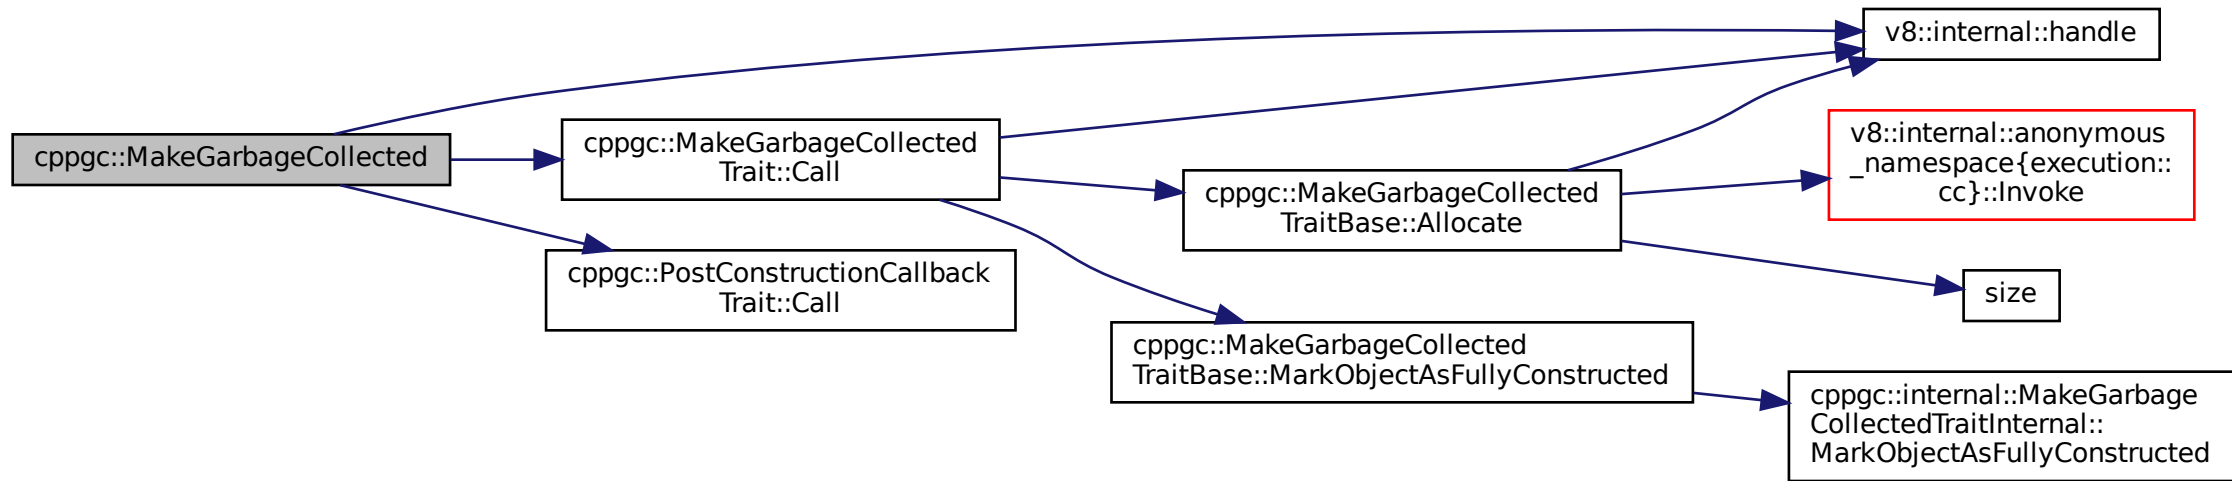 cppgc::MakeGarbageCollected
cppgc::MakeGarbageCollected
Trait::Call
cppgc::PostConstructionCallback
Trait::Call
cppgc::MakeGarbageCollected
TraitBase::Allocate
cppgc::MakeGarbageCollected
TraitBase::MarkObjectAsFullyConstructed
v8::internal::handle
v8::internal::anonymous
_namespace{execution::
cc}::Invoke
size
cppgc::internal::MakeGarbage
CollectedTraitInternal::
MarkObjectAsFullyConstructed